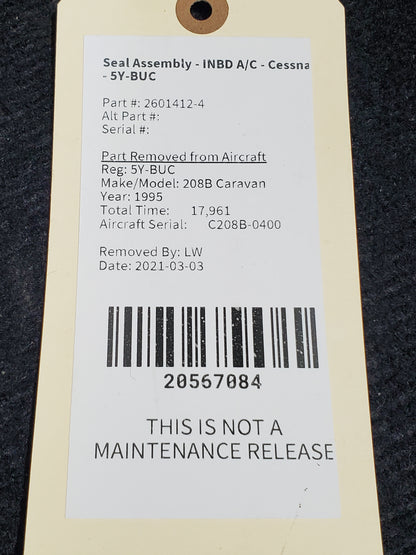 Seal Assembly - INBD A/C - Cessna
- 5Y-BUC
Part #: 2601412-4
Alt Part #:
Serial #:
Part Removed from Aircraft
Reg: 5Y-BUC
Make/Model: 208B Caravan
Year: 1995
Total Time: 17,961
Aircraft Serial: C208B-0400
Removed By: LW
Date: 2021-03-03
20567084
THIS IS NOT A
MAINTENANCE RELEASE